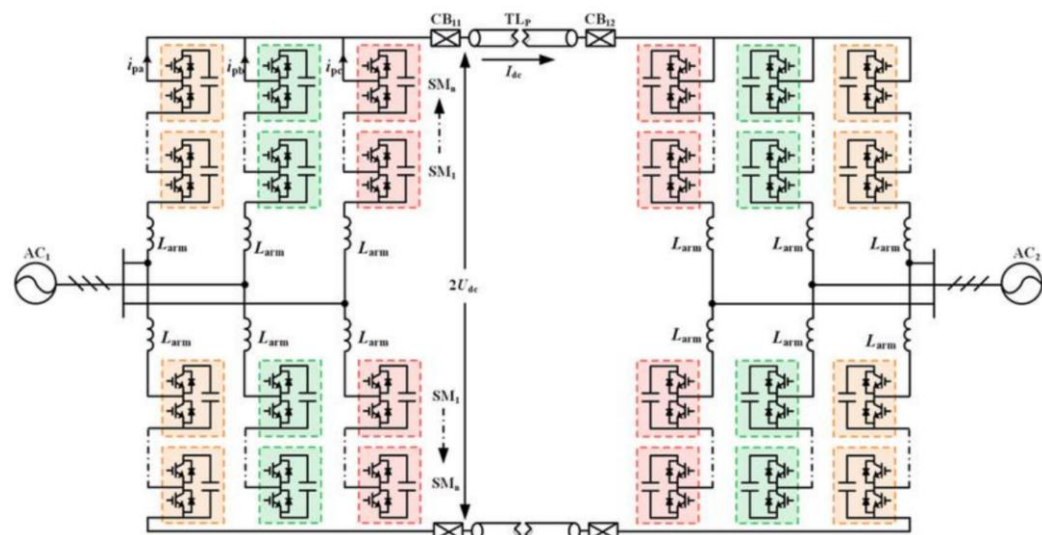 CB11 TLP CB12
ipa ipb ipc Idc
SMn
SM1
Larm Larm Larm Larm Larm Larm
AC1 AC2
2Udc
Larm Larm Larm Larm Larm Larm
SM1
SMn